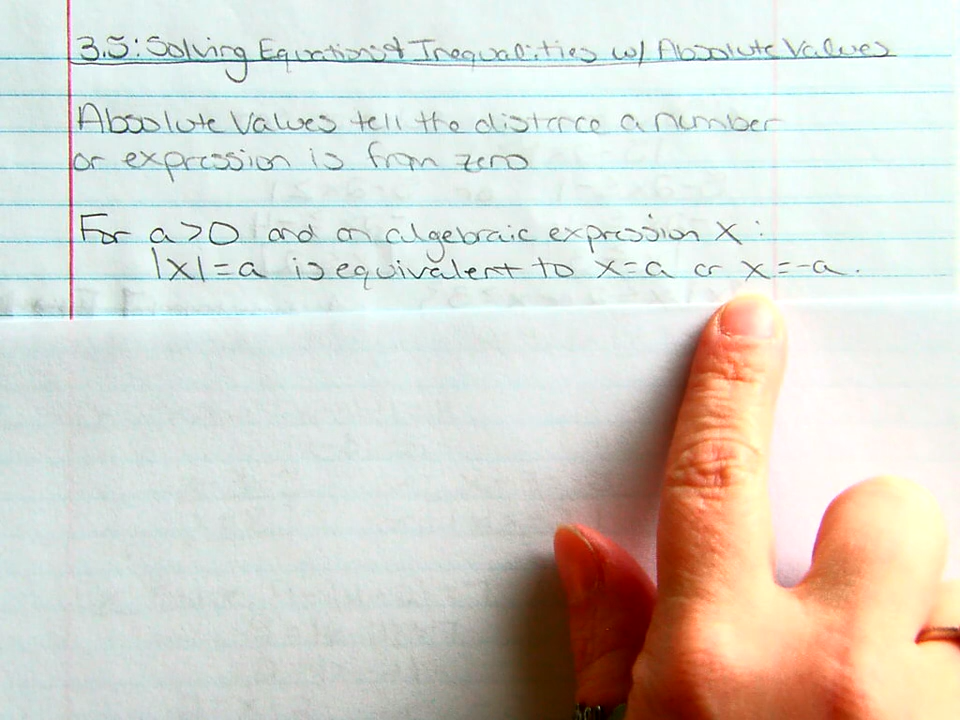 3.5: Solving Equations & Inequalities w/ Absolute Values
Absolute Values tell the distance a number
or expression is from zero
For a>0 and an algebraic expression X:
|X|=a is equivalent to X=a or X=-a.